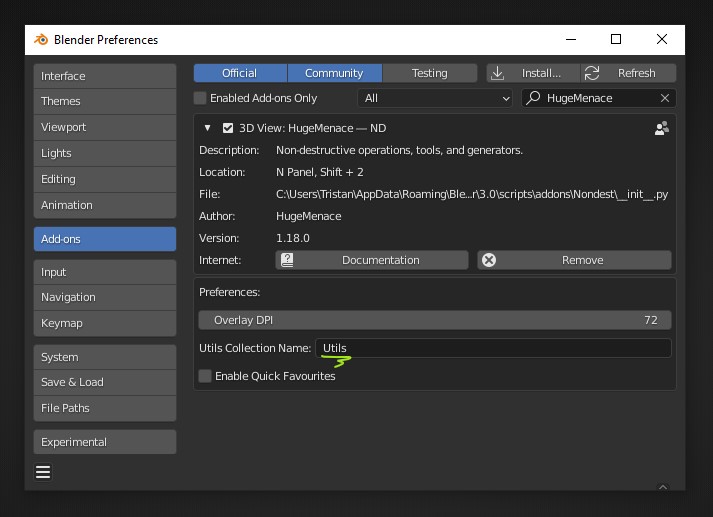 Blender Preferences
Interface
Themes
Viewport
Lights
Editing
Animation
Add-ons
Input
Navigation
Keymap
System
Save & Load
File Paths
Experimental
Official Community Testing Install... Refresh
Enabled Add-ons Only All HugeMenace
3D View: HugeMenace — ND
Description: Non-destructive operations, tools, and generators.
Location: N Panel, Shift + 2
File: C:\Users\Tristan\AppData\Roaming\Ble...r\3.0\scripts\addons\Nondest\__init__.py
Author: HugeMenace
Version: 1.18.0
Internet: Documentation Remove
Preferences:
Overlay DPI 72
Utils Collection Name: Utils
Enable Quick Favourites